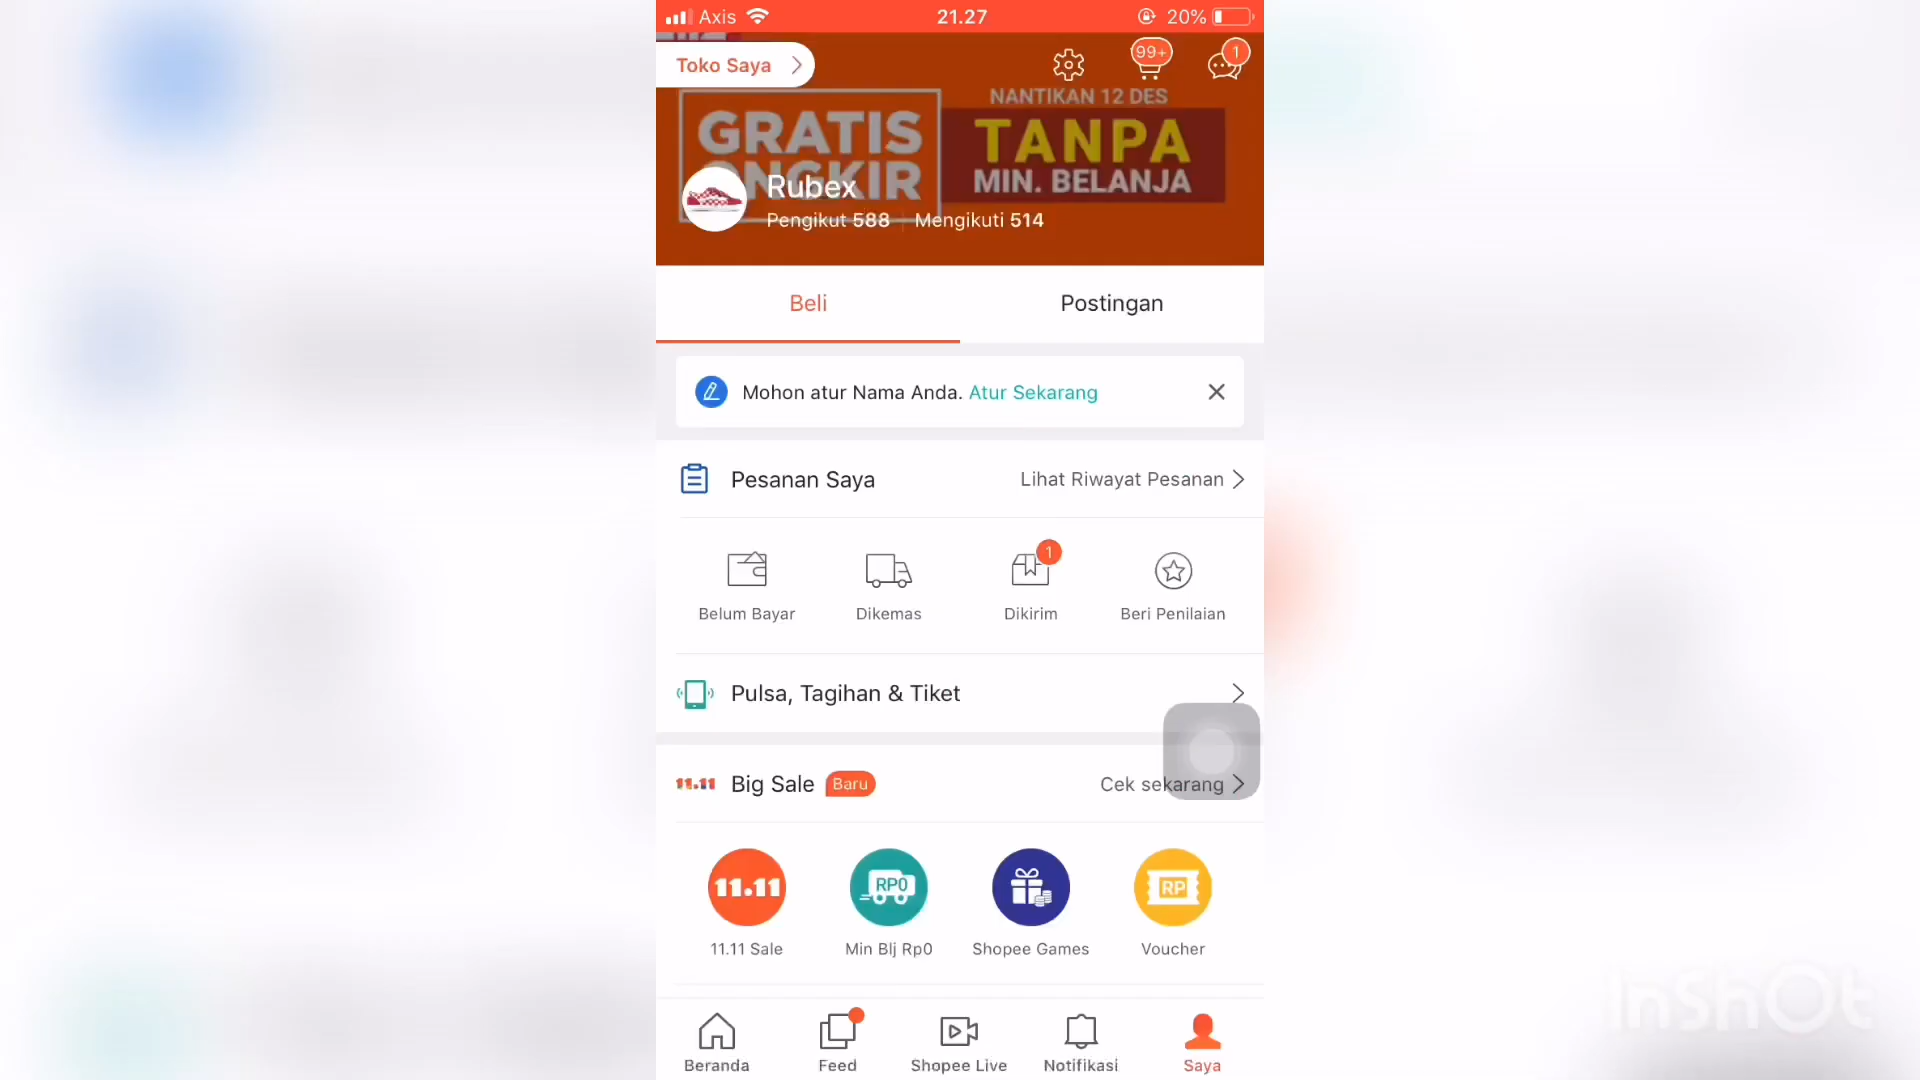 Axis 21.27 20%
Toko Saya
99+ 1
NANTIKAN 12 DES
GRATIS TANPA
ONGKIR MIN. BELANJA
Rubex
Pengikut 588 Mengikuti 514
Beli Postingan
Mohon atur Nama Anda. Atur Sekarang
Pesanan Saya Lihat Riwayat Pesanan
1
Belum Bayar Dikemas Dikirim Beri Penilaian
Pulsa, Tagihan & Tiket
11.11 Big Sale Baru Cek sekarang
11.11 RP0 RP
11.11 Sale Min Blj Rp0 Shopee Games Voucher
Beranda Feed Shopee Live Notifikasi Saya
InShOt